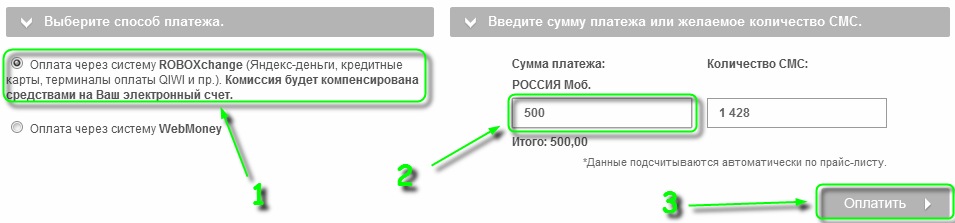 Выберите способ платежа.
Оплата через систему ROBOXchange (Яндекс-деньги, кредитные
карты, терминалы оплаты QIWI и пр.). Комиссия будет компенсирована
средствами на Ваш электронный счет.
Оплата через систему WebMoney
1
Введите сумму платежа или желаемое количество СМС.
Сумма платежа: Количество СМС:
РОССИЯ Моб.
500 1 428
2
Итого: 500,00
*Данные подсчитываются автоматически по прайс-листу.
3 Оплатить